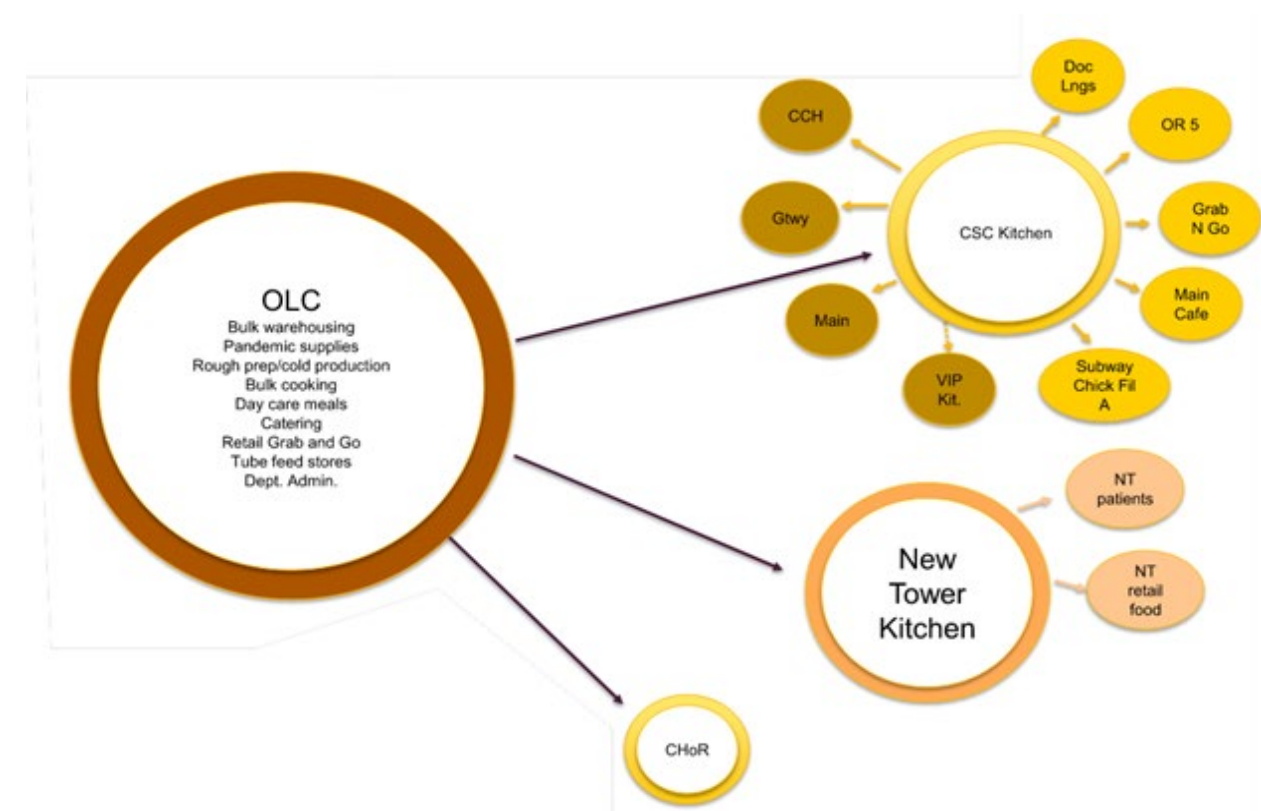 OLC
Bulk warehousing
Pandemic supplies
Rough prep/cold production
Bulk cooking
Day care meals
Catering
Retail Grab and Go
Tube feed stores
Dept. Admin.
CSC Kitchen
CCH
Gtwy
Main
VIP
Kit.
Doc
Lngs
OR 5
Grab
N Go
Main
Cafe
Subway
Chick Fil
A
New
Tower
Kitchen
NT
patients
NT
retail
food
CHoR